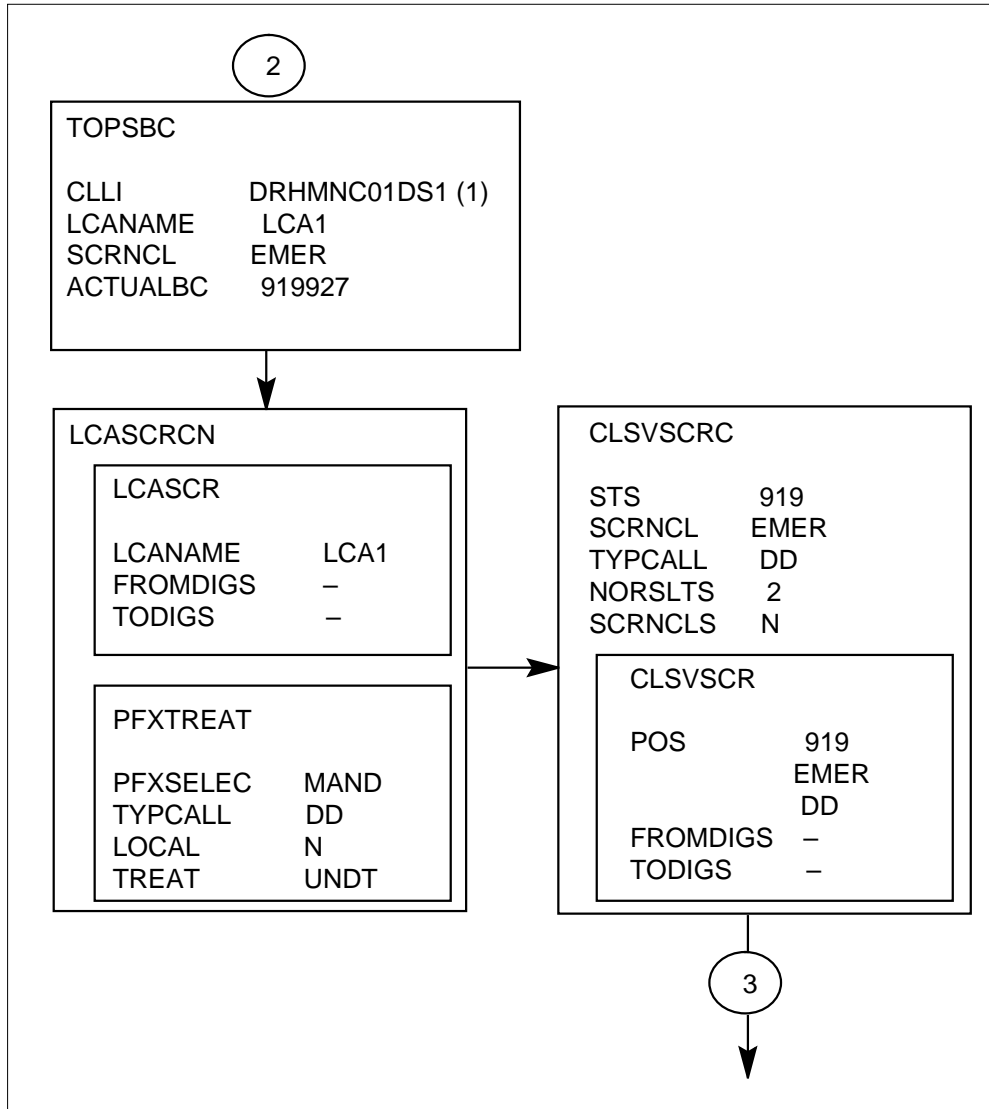 2
TOPSBC
CLLI DRHMNC01DS1 (1)
LCANAME LCA1
SCRNCL EMER
ACTUALBC 919927
LCASCRCN
LCASCR
LCANAME LCA1
FROMDIGS –
TODIGS –
PFXTREAT
PFXSELEC MAND
TYPCALL DD
LOCAL N
TREAT UNDT
CLSVSCRC
STS 919
SCRNCL EMER
TYPCALL DD
NORSLTS 2
SCRNCLS N
CLSVSCR
POS 919
EMER
DD
FROMDIGS –
TODIGS –
3